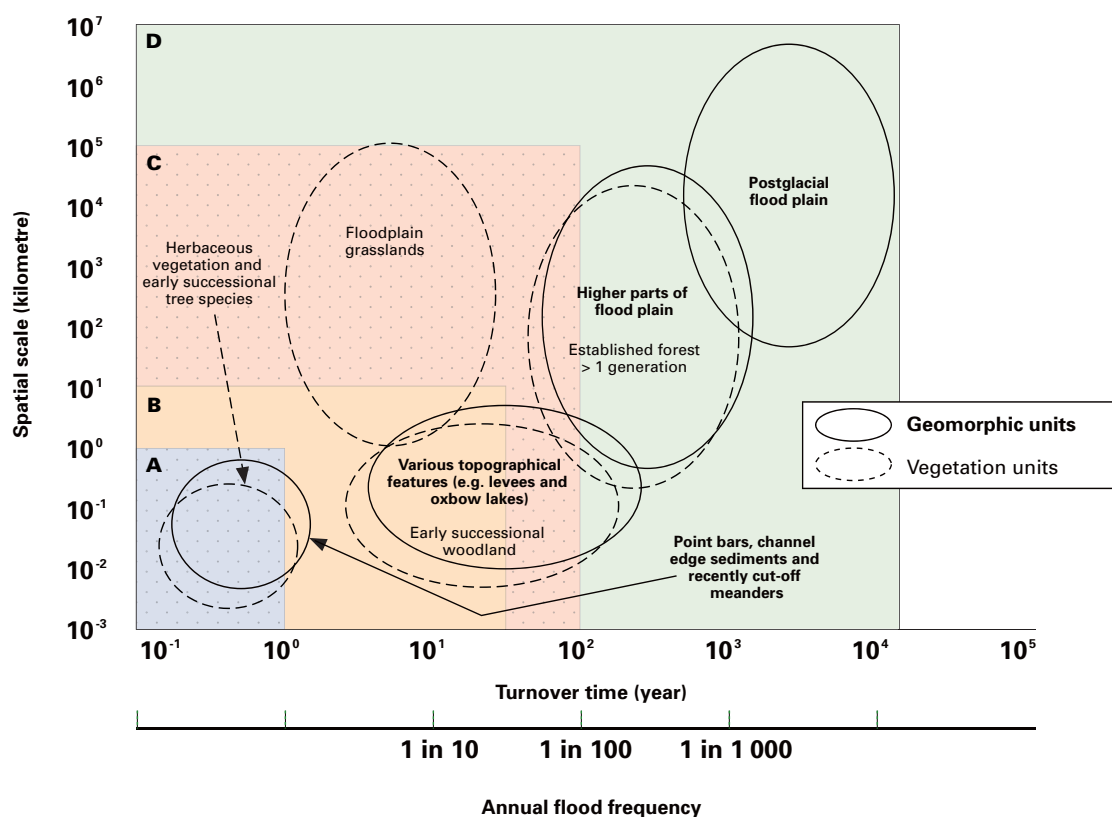 10⁷
10⁶
10⁵
10⁴
10³
10²
10¹
10⁰
10⁻¹
10⁻²
10⁻³
Spatial scale (kilometre)
D
C
B
A
Herbaceous
vegetation and
early successional
tree species
Floodplain
grasslands
Postglacial
flood plain
Higher parts of
flood plain
Established forest
> 1 generation
Various topographical
features (e.g. levees and
oxbow lakes)
Early successional
woodland
Point bars, channel
edge sediments and
recently cut-off
meanders
Geomorphic units
Vegetation units
10⁻¹ 10⁰ 10¹ 10² 10³ 10⁴ 10⁵
Turnover time (year)
1 in 10 1 in 100 1 in 1 000
Annual flood frequency